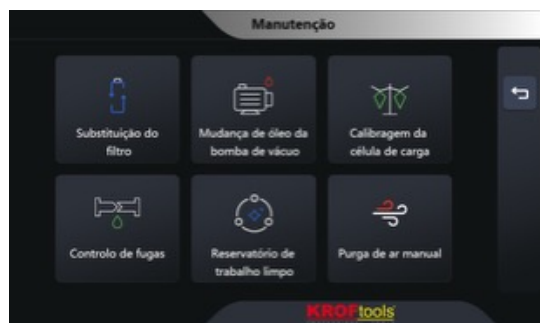 Manutenção
Substituição do
filtro
Mudança de óleo da
bomba de vácuo
Calibragem da
célula de carga
Controlo de fugas
Reservatório de
trabalho limpo
Purga de ar manual
KROFtools